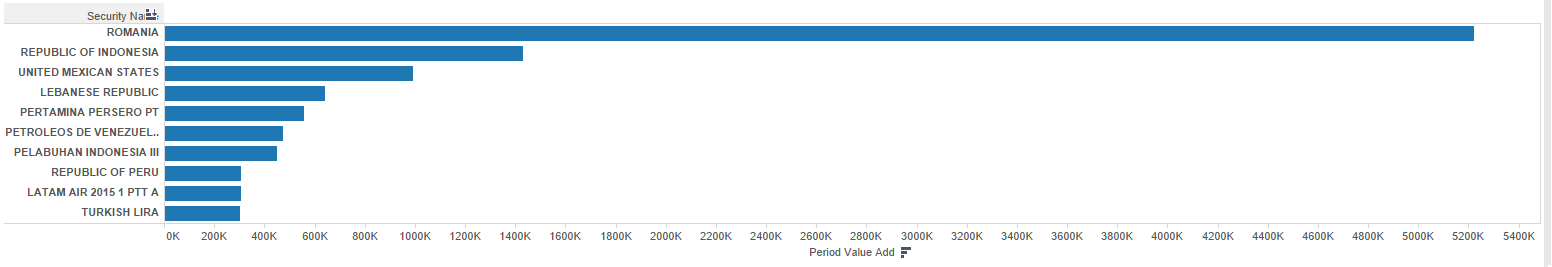 Security Na
ROMANIA
REPUBLIC OF INDONESIA
UNITED MEXICAN STATES
LEBANESE REPUBLIC
PERTAMINA PERSERO PT
PETROLEOS DE VENEZUEL..
PELABUHAN INDONESIA III
REPUBLIC OF PERU
LATAM AIR 2015 1 PTT A
TURKISH LIRA
0K 200K 400K 600K 800K 1000K 1200K 1400K 1600K 1800K 2000K 2200K 2400K 2600K 2800K 3000K 3200K 3400K 3600K 3800K 4000K 4200K 4400K 4600K 4800K 5000K 5200K 5400K
Period Value Add